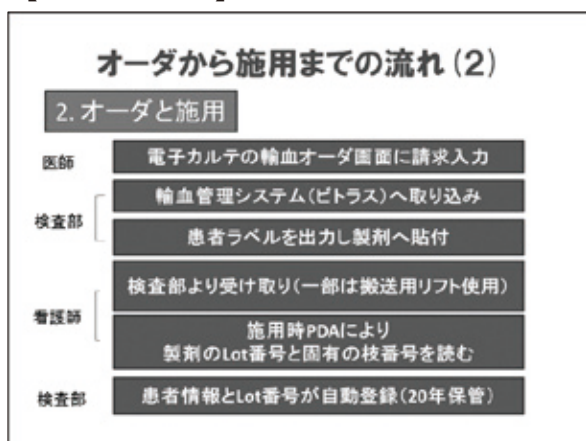 オーダから施用までの流れ(2)
2.オーダと施用
医師
電子カルテの輸血オーダ画面に請求入力
検査部
輸血管理システム(ビトラス)へ取り込み
患者ラベルを出力し製剤へ貼付
看護師
検査部より受け取り(一部は搬送用リフト使用)
施用時PDAにより
製剤のLot番号と固有の枝番号を読む
検査部
患者情報とLot番号が自動登録(20年保管)